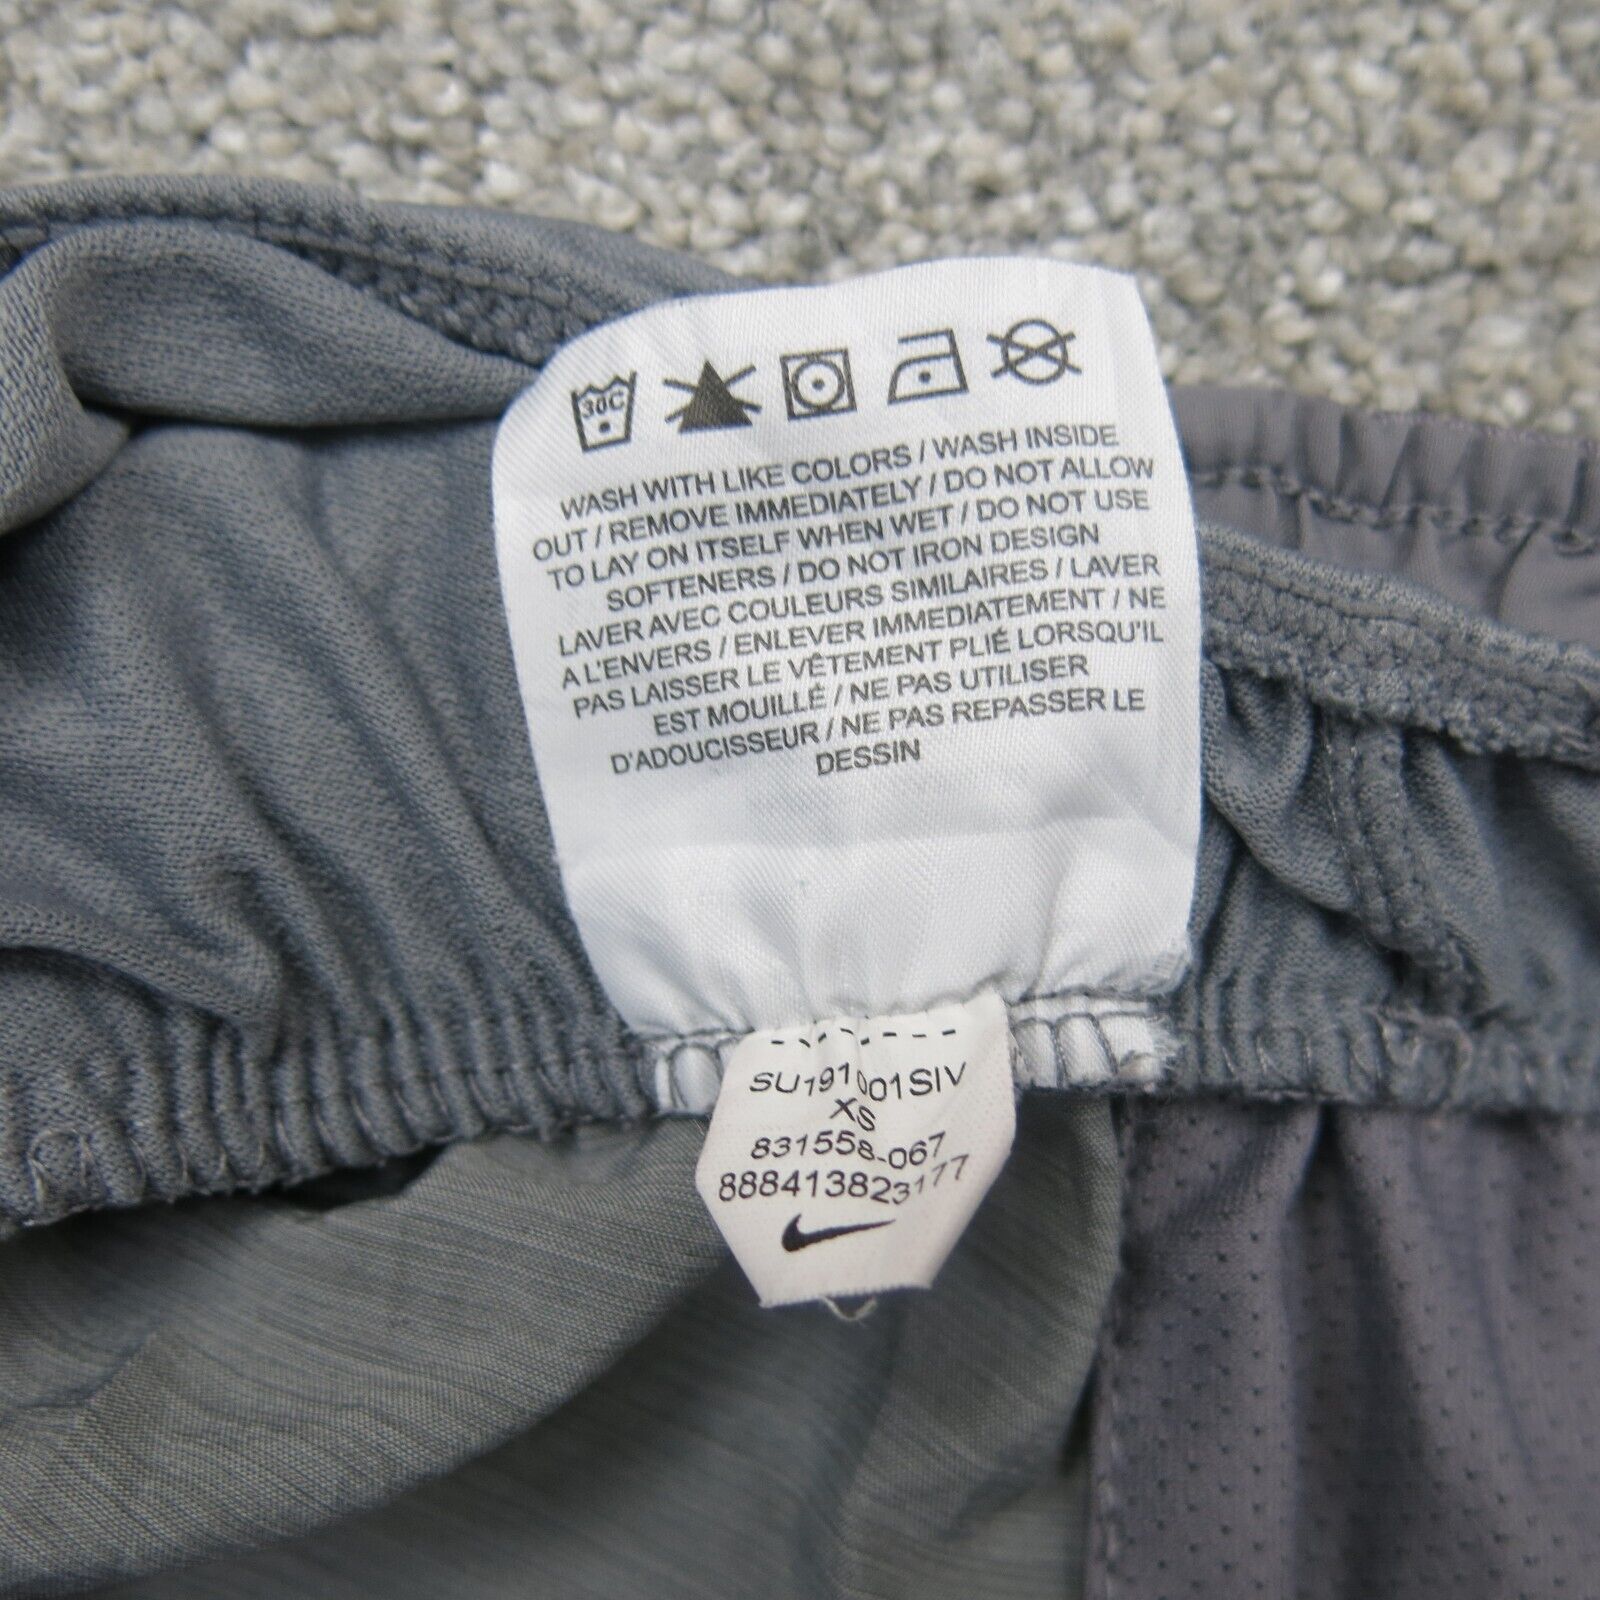 30C
WASH WITH LIKE COLORS / WASH INSIDE
OUT / REMOVE IMMEDIATELY / DO NOT ALLOW
TO LAY ON ITSELF WHEN WET / DO NOT USE
SOFTENERS / DO NOT IRON DESIGN
LAVER AVEC COULEURS SIMILAIRES / LAVER
A L'ENVERS / ENLEVER IMMEDIATEMENT / NE
PAS LAISSER LE VÊTEMENT PLIÉ LORSQU'IL
EST MOUILLÉ / NE PAS UTILISER
D'ADOUCISSEUR / NE PAS REPASSER LE
DESSIN
SU191001SIV
XS
831558-067
888413823177